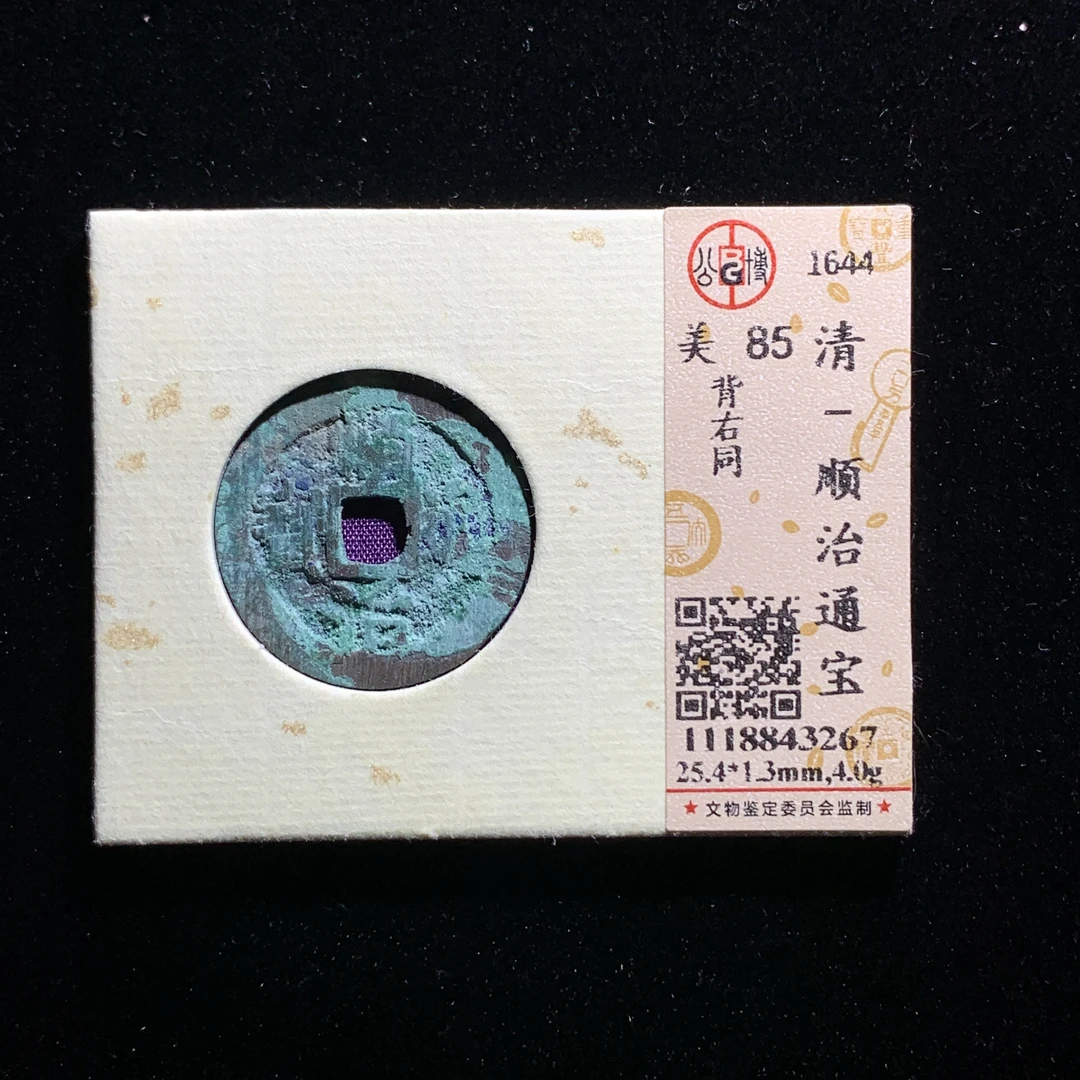 公 BG 博
1644
美 85
清－顺治通宝
背右同
1118843267
25.4*1.3mm,4.0g
★ 文物鉴定委员会监制 ★